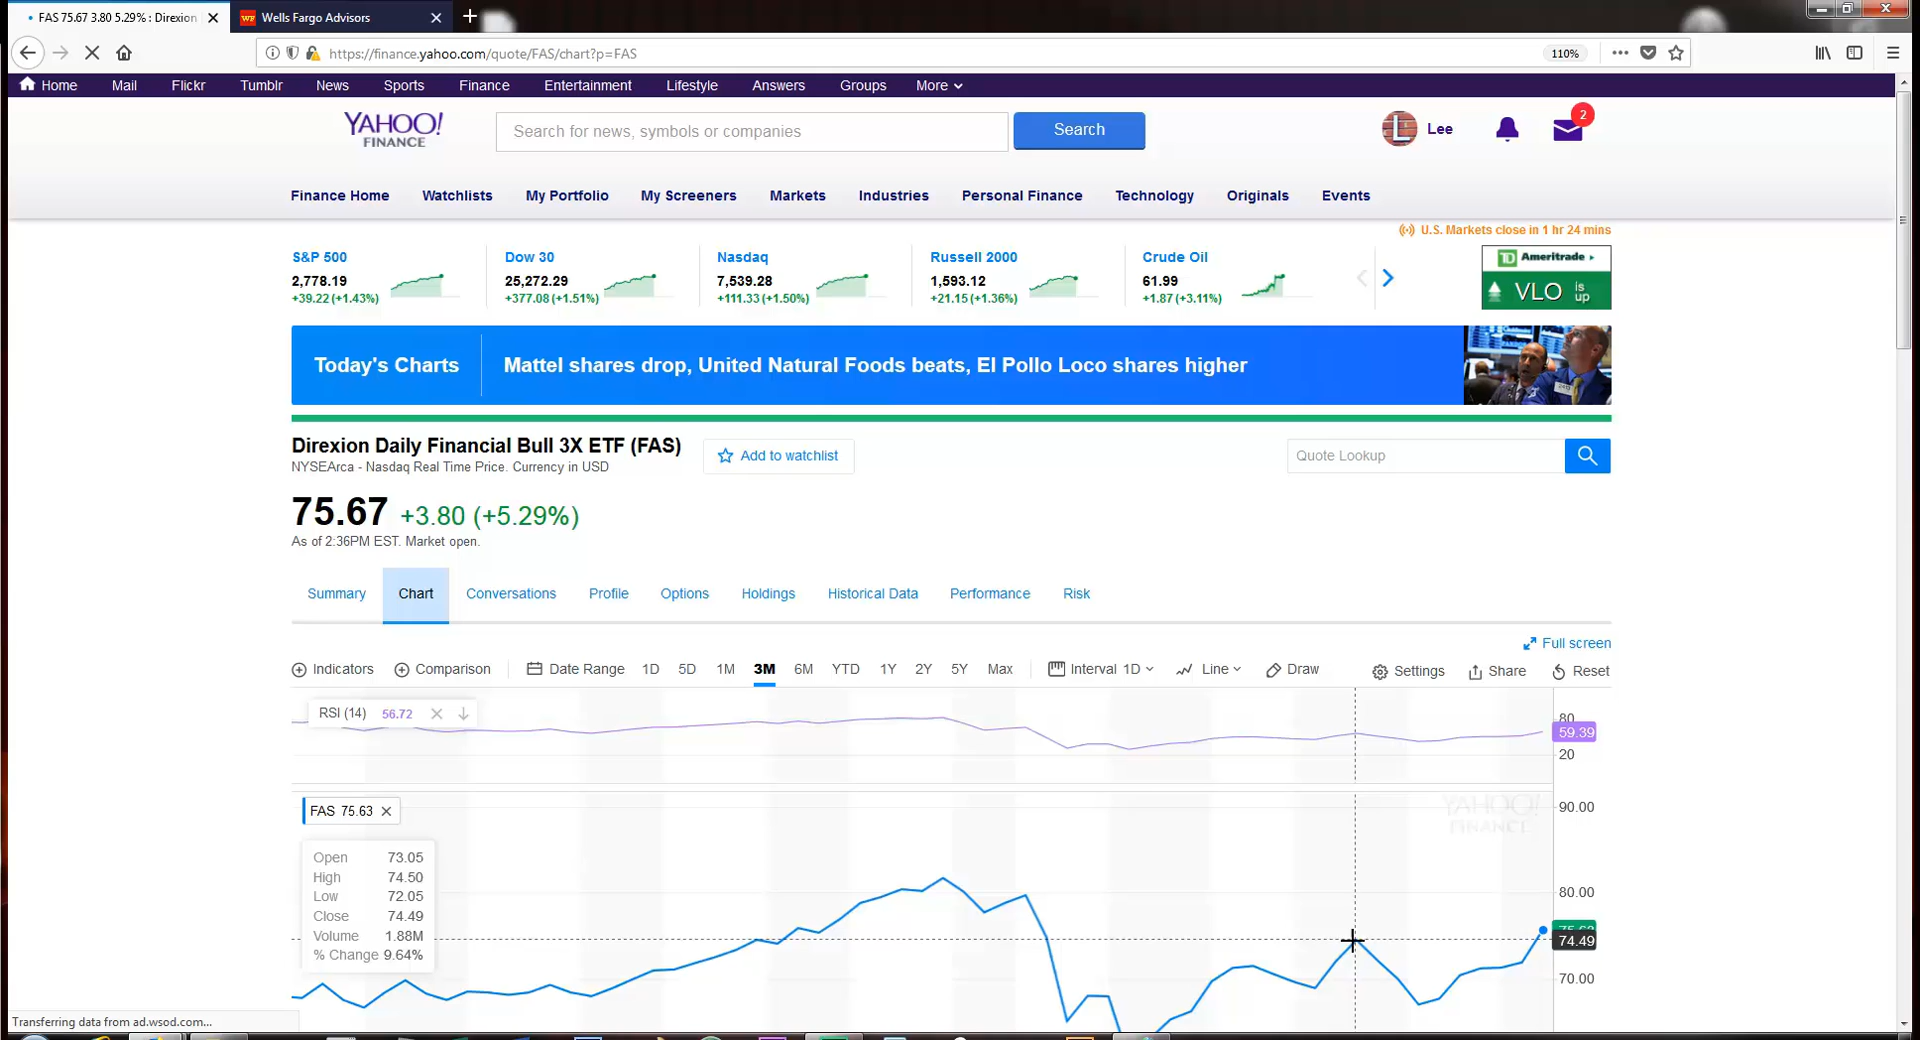 FAS 75.67 3.80 5.29% : Direxion
Wells Fargo Advisors
https://finance.yahoo.com/quote/FAS/chart?p=FAS
110%
Home Mail Flickr Tumblr News Sports Finance Entertainment Lifestyle Answers Groups More
YAHOO!
FINANCE
Search for news, symbols or companies
Search
L
Lee
2
Finance Home Watchlists My Portfolio My Screeners Markets Industries Personal Finance Technology Originals Events
U.S. Markets close in 1 hr 24 mins
S&P 500
2,778.19
+39.22 (+1.43%)
Dow 30
25,272.29
+377.08 (+1.51%)
Nasdaq
7,539.28
+111.33 (+1.50%)
Russell 2000
1,593.12
+21.15 (+1.36%)
Crude Oil
61.99
+1.87 (+3.11%)
TD Ameritrade
VLO is up
Today's Charts
Mattel shares drop, United Natural Foods beats, El Pollo Loco shares higher
Direxion Daily Financial Bull 3X ETF (FAS)
Add to watchlist
Quote Lookup
NYSEArca - Nasdaq Real Time Price. Currency in USD
75.67 +3.80 (+5.29%)
As of 2:36PM EST. Market open.
Summary Chart Conversations Profile Options Holdings Historical Data Performance Risk
Full screen
Indicators Comparison Date Range 1D 5D 1M 3M 6M YTD 1Y 2Y 5Y Max Interval 1D Line Draw Settings Share Reset
RSI (14) 56.72
80
59.39
20
FAS 75.63
YAHOO!
FINANCE
90.00
Open 73.05
High 74.50
Low 72.05
Close 74.49
Volume 1.88M
% Change 9.64%
80.00
74.49
70.00
Transferring data from ad.wsod.com...